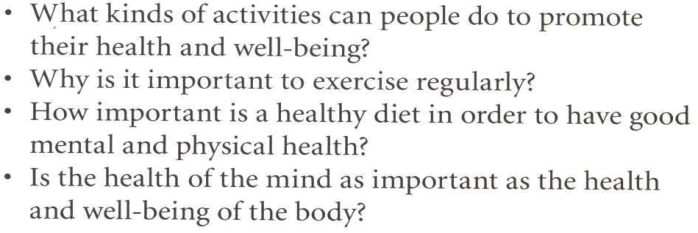 • What kinds of activities can people do to promote
their health and well-being?
• Why is it important to exercise regularly?
• How important is a healthy diet in order to have good
mental and physical health?
• Is the health of the mind as important as the health
and well-being of the body?